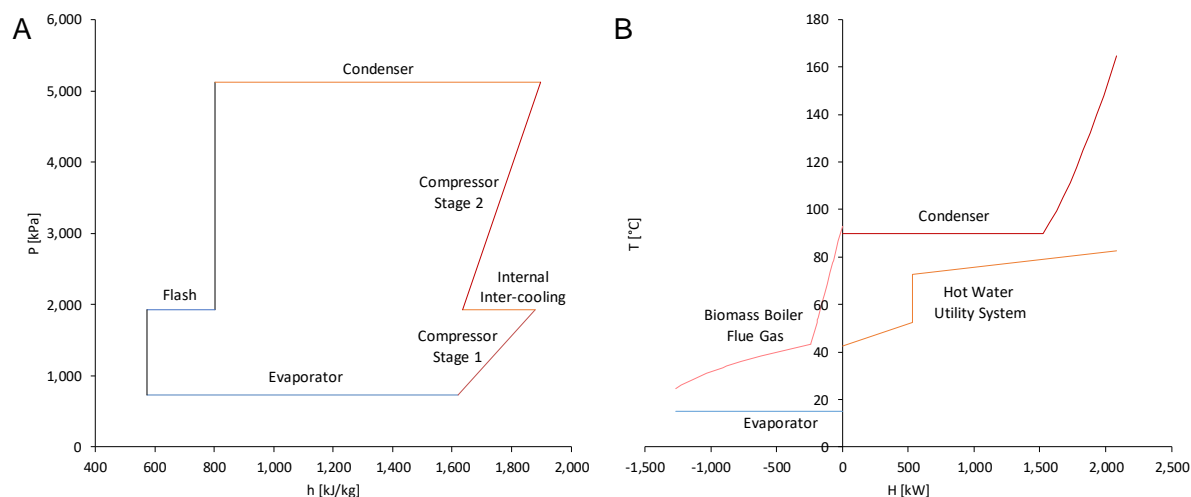 A
6,000
5,000
4,000
3,000
2,000
1,000
0
P [kPa]
400
600
800
1,000
1,200
1,400
1,600
1,800
2,000
h [kJ/kg]
Condenser
Compressor
Stage 2
Internal
Inter-cooling
Flash
Compressor
Stage 1
Evaporator
B
180
160
140
120
100
80
60
40
20
0
T [°C]
-1,500
-1,000
-500
0
500
1,000
1,500
2,000
2,500
H [kW]
Condenser
Biomass Boiler
Flue Gas
Hot Water
Utility System
Evaporator